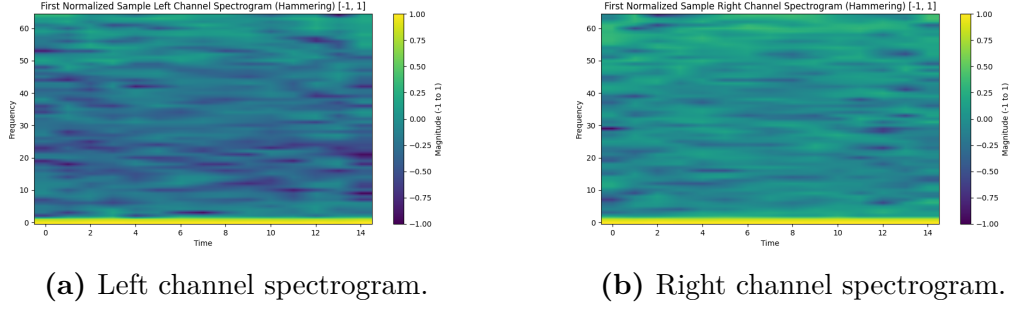 First Normalized Sample Left Channel Spectrogram (Hammering) [-1, 1]
60
50
40
30
20
10
0
Frequency
0 2 4 6 8 10 12 14
Time
1.00
0.75
0.50
0.25
0.00
−0.25
−0.50
−0.75
−1.00
Magnitude (-1 to 1)
(a) Left channel spectrogram.
First Normalized Sample Right Channel Spectrogram (Hammering) [-1, 1]
60
50
40
30
20
10
0
Frequency
0 2 4 6 8 10 12 14
Time
1.00
0.75
0.50
0.25
0.00
−0.25
−0.50
−0.75
−1.00
Magnitude (-1 to 1)
(b) Right channel spectrogram.